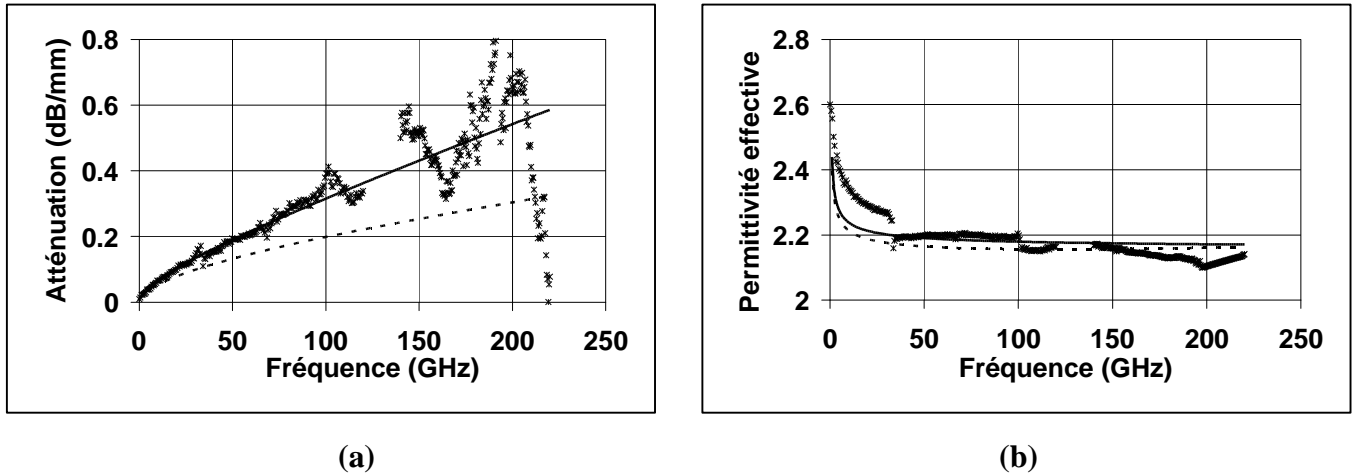 Atténuation (dB/mm)
0.8
0.6
0.4
0.2
0
0 50 100 150 200 250
Fréquence (GHz)
(a)
Permittivité effective
2.8
2.6
2.4
2.2
2
0 50 100 150 200 250
Fréquence (GHz)
(b)